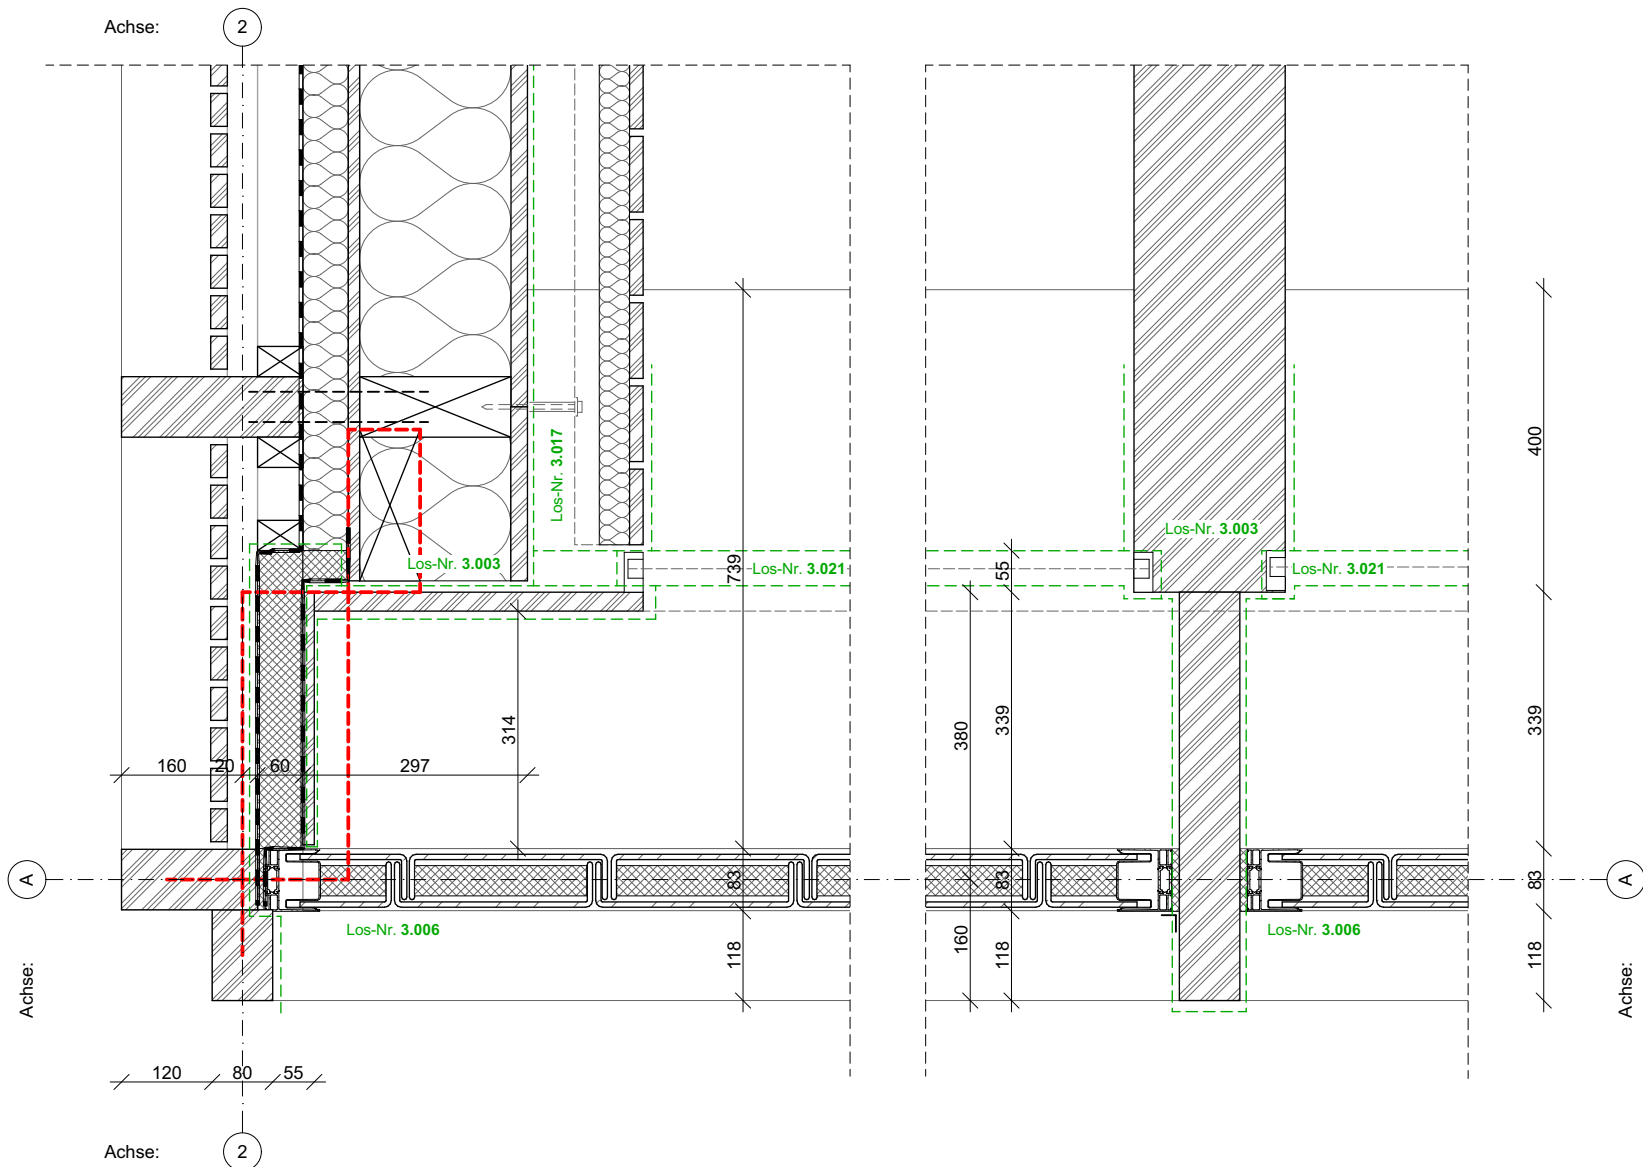 Achse:
2
Los-Nr. 3.017
Los-Nr. 3.003
739
Los-Nr. 3.021
Los-Nr. 3.003
55
Los-Nr. 3.021
400
314
380
339
339
160
20
60
297
A
83
83
83
A
Los-Nr. 3.006
118
160
118
Los-Nr. 3.006
118
Achse:
Achse:
120
80
55
Achse:
2